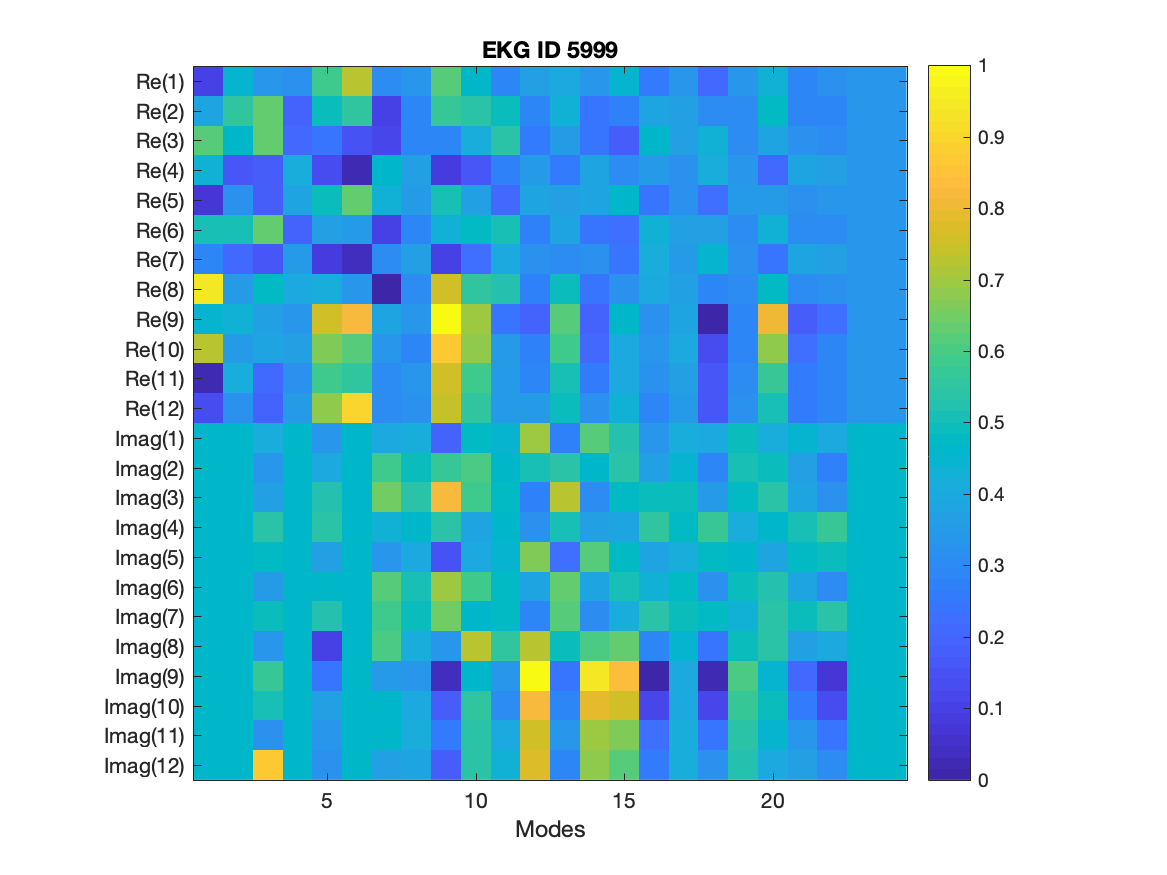 EKG ID 5999
Re(1)
Re(2)
Re(3)
Re(4)
Re(5)
Re(6)
Re(7)
Re(8)
Re(9)
Re(10)
Re(11)
Re(12)
Imag(1)
Imag(2)
Imag(3)
Imag(4)
Imag(5)
Imag(6)
Imag(7)
Imag(8)
Imag(9)
Imag(10)
Imag(11)
Imag(12)
5 10 15 20
Modes
1
0.9
0.8
0.7
0.6
0.5
0.4
0.3
0.2
0.1
0